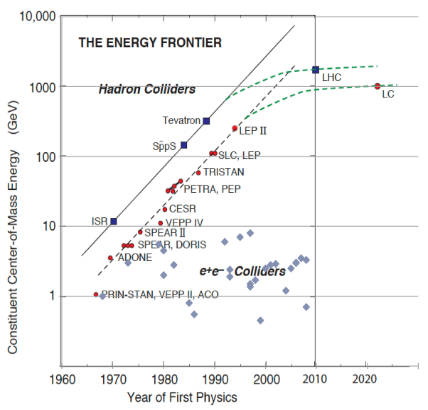 10,000
THE ENERGY FRONTIER
Hadron Colliders
LHC
1000
LC
Tevatron
LEP II
Sp̄pS
SLC, LEP
100
TRISTAN
PETRA, PEP
CESR
ISR
VEPP IV
10
SPEAR II
SPEAR, DORIS
ADONE
e+e- Colliders
1
PRIN-STAN, VEPP II, ACO
Constituent Center-of-Mass Energy (GeV)
1960 1970 1980 1990 2000 2010 2020
Year of First Physics